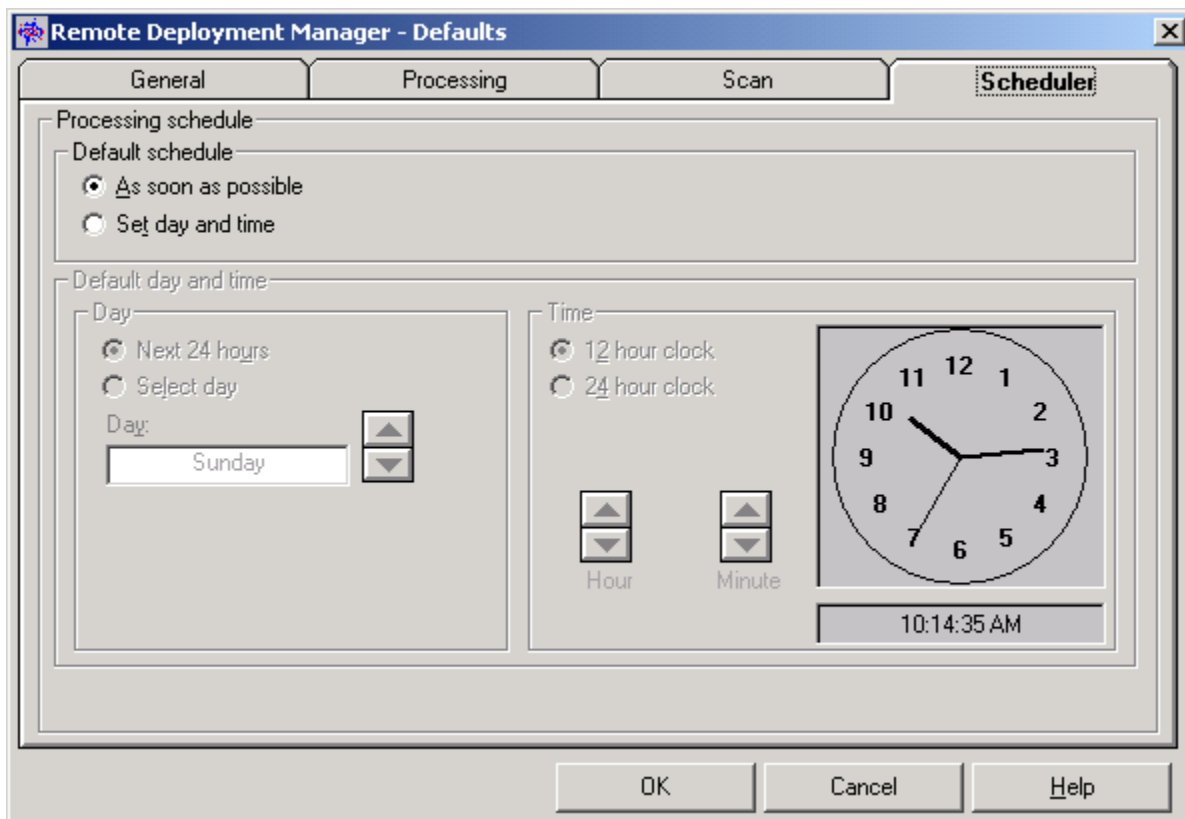 Remote Deployment Manager - Defaults
General
Processing
Scan
Scheduler
Processing schedule
Default schedule
As soon as possible
Set day and time
Default day and time
Day
Next 24 hours
Select day
Day:
Sunday
Time
12 hour clock
24 hour clock
Hour
Minute
12
1
2
3
4
5
6
7
8
9
10
11
10:14:35 AM
OK
Cancel
Help